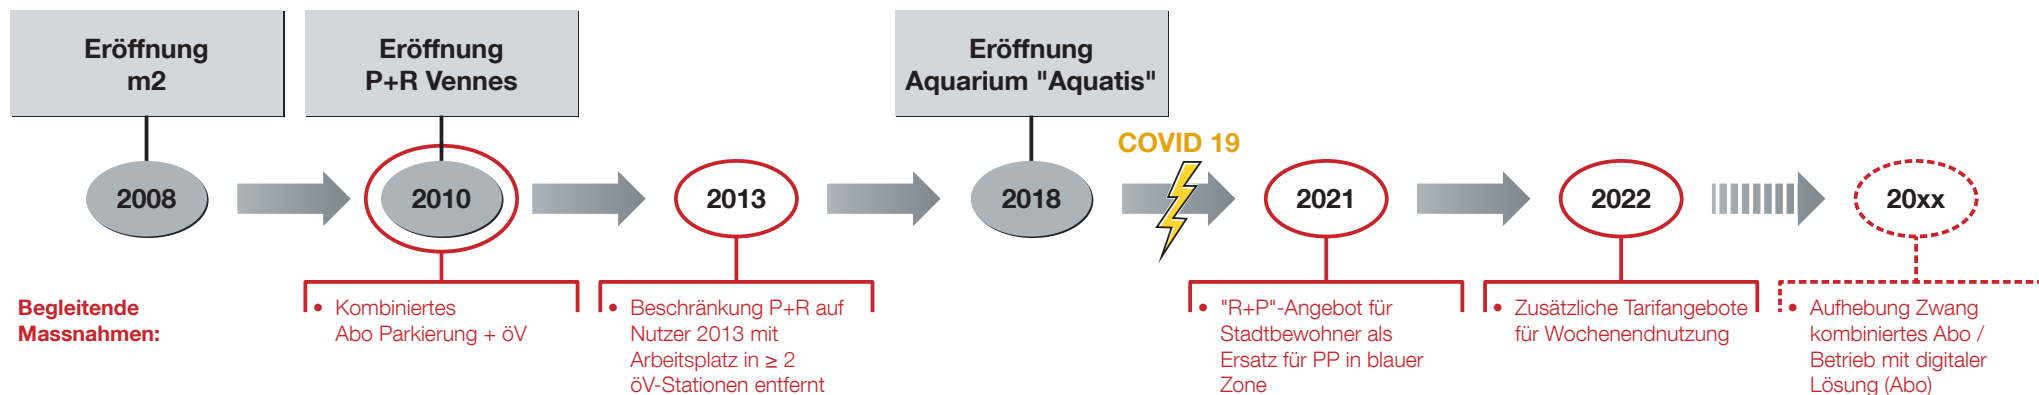 Eröffnung
m2
Eröffnung
P+R Vennes
Eröffnung
Aquarium "Aquatis"
COVID 19
2008
2010
2013
2018
2021
2022
20xx
Begleitende
Massnahmen:
• Kombiniertes
Abo Parkierung + öV
• Beschränkung P+R auf
Nutzer 2013 mit
Arbeitsplatz in ≥ 2
öV-Stationen entfernt
• "R+P"-Angebot für
Stadtbewohner als
Ersatz für PP in blauer
Zone
• Zusätzliche Tarifangebote
für Wochenendnutzung
• Aufhebung Zwang
kombiniertes Abo /
Betrieb mit digitaler
Lösung (Abo)